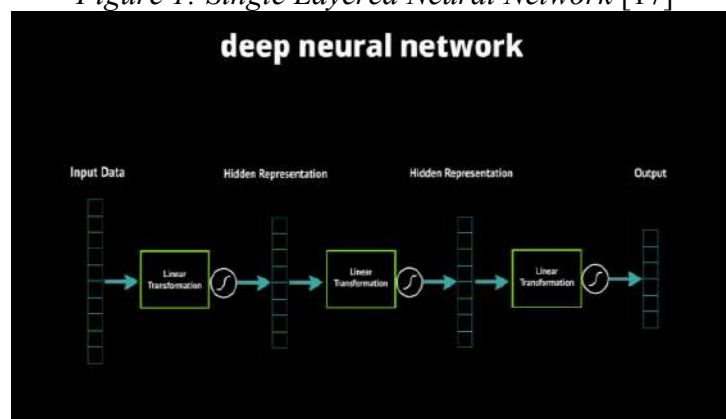 Figure 1: Single Layered Neural Network [17]
deep neural network
Input Data
Hidden Representation
Hidden Representation
Output
Linear
Transformation
Linear
Transformation
Linear
Transformation